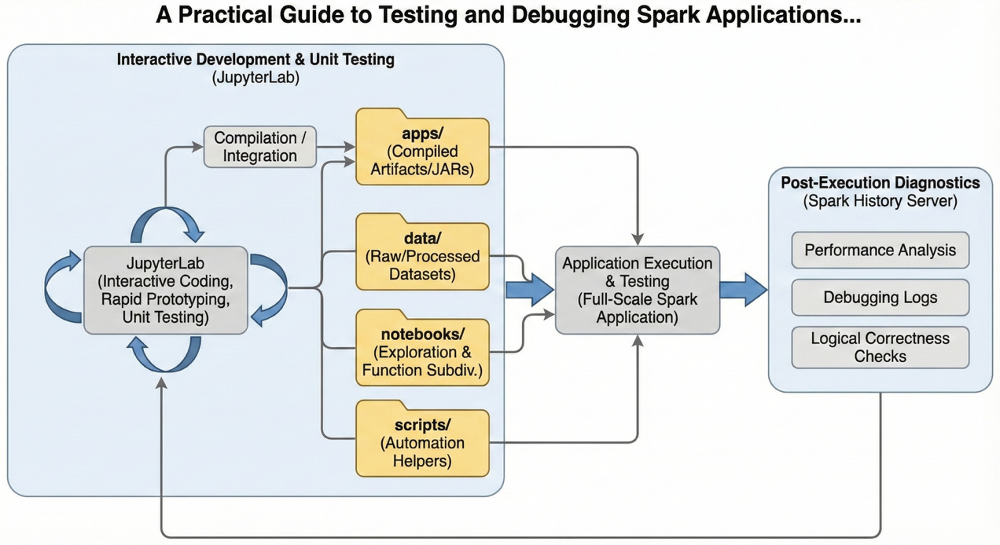 A Practical Guide to Testing and Debugging Spark Applications...
Interactive Development & Unit Testing
(JupyterLab)
Compilation /
Integration
JupyterLab
(Interactive Coding,
Rapid Prototyping,
Unit Testing)
apps/
(Compiled
Artifacts/JARs)
data/
(Raw/Processed
Datasets)
notebooks/
(Exploration &
Function Subdiv.)
scripts/
(Automation
Helpers)
Application Execution
& Testing
(Full-Scale Spark
Application)
Post-Execution Diagnostics
(Spark History Server)
Performance Analysis
Debugging Logs
Logical Correctness
Checks